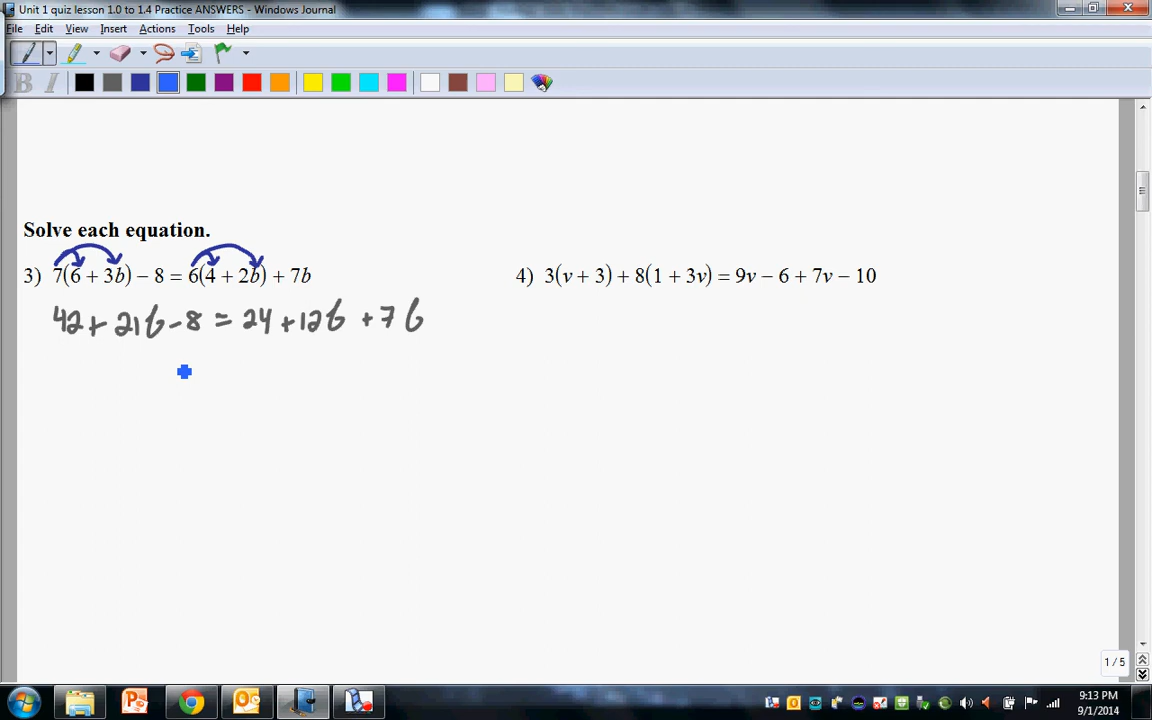 Unit 1 quiz lesson 1.0 to 1.4 Practice ANSWERS - Windows Journal
File Edit View Insert Actions Tools Help
B I
Solve each equation.
3) 7(6 + 3b) − 8 = 6(4 + 2b) + 7b
4) 3(v + 3) + 8(1 + 3v) = 9v − 6 + 7v − 10
42 + 21b - 8 = 24 + 12b + 7b
1 / 5
9:13 PM
9/1/2014